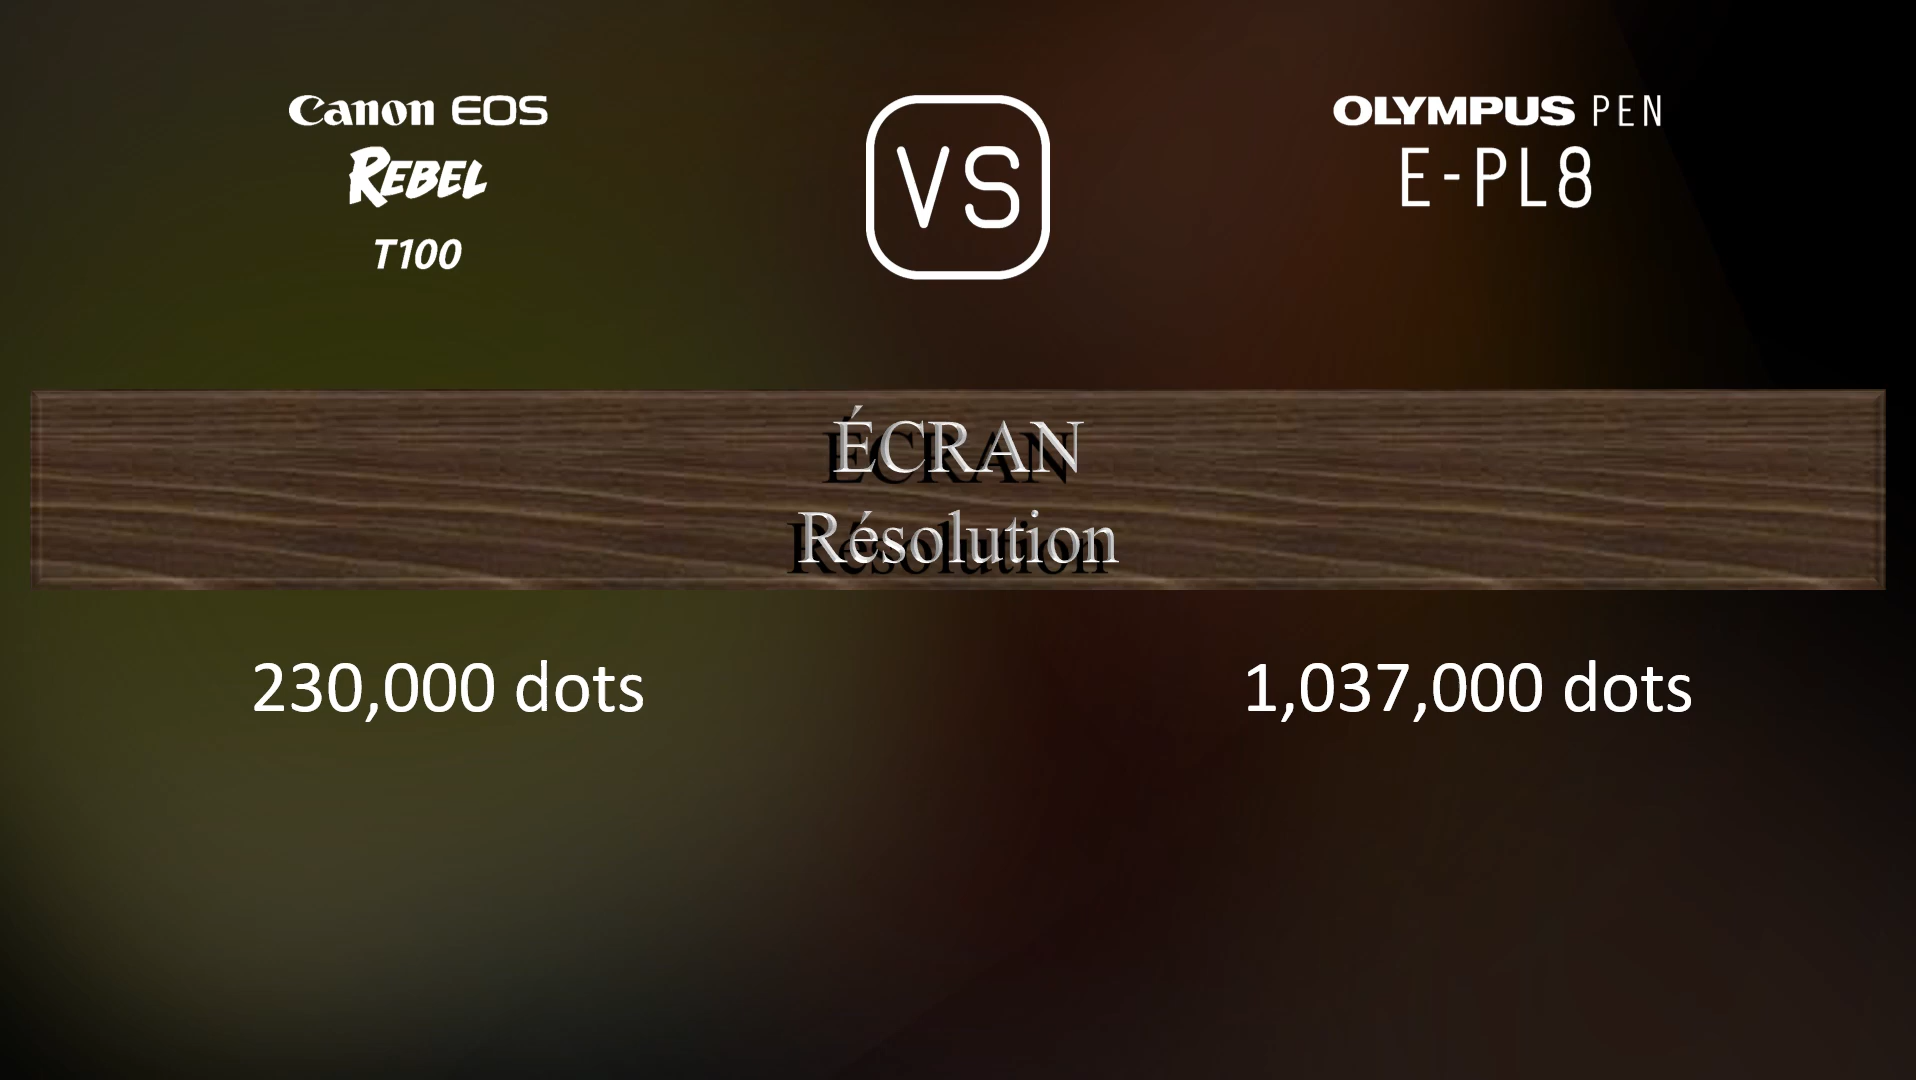 Canon EOS
REBEL
T100
VS
OLYMPUS PEN
E-PL8
ÉCRAN
Résolution
230,000 dots
1,037,000 dots